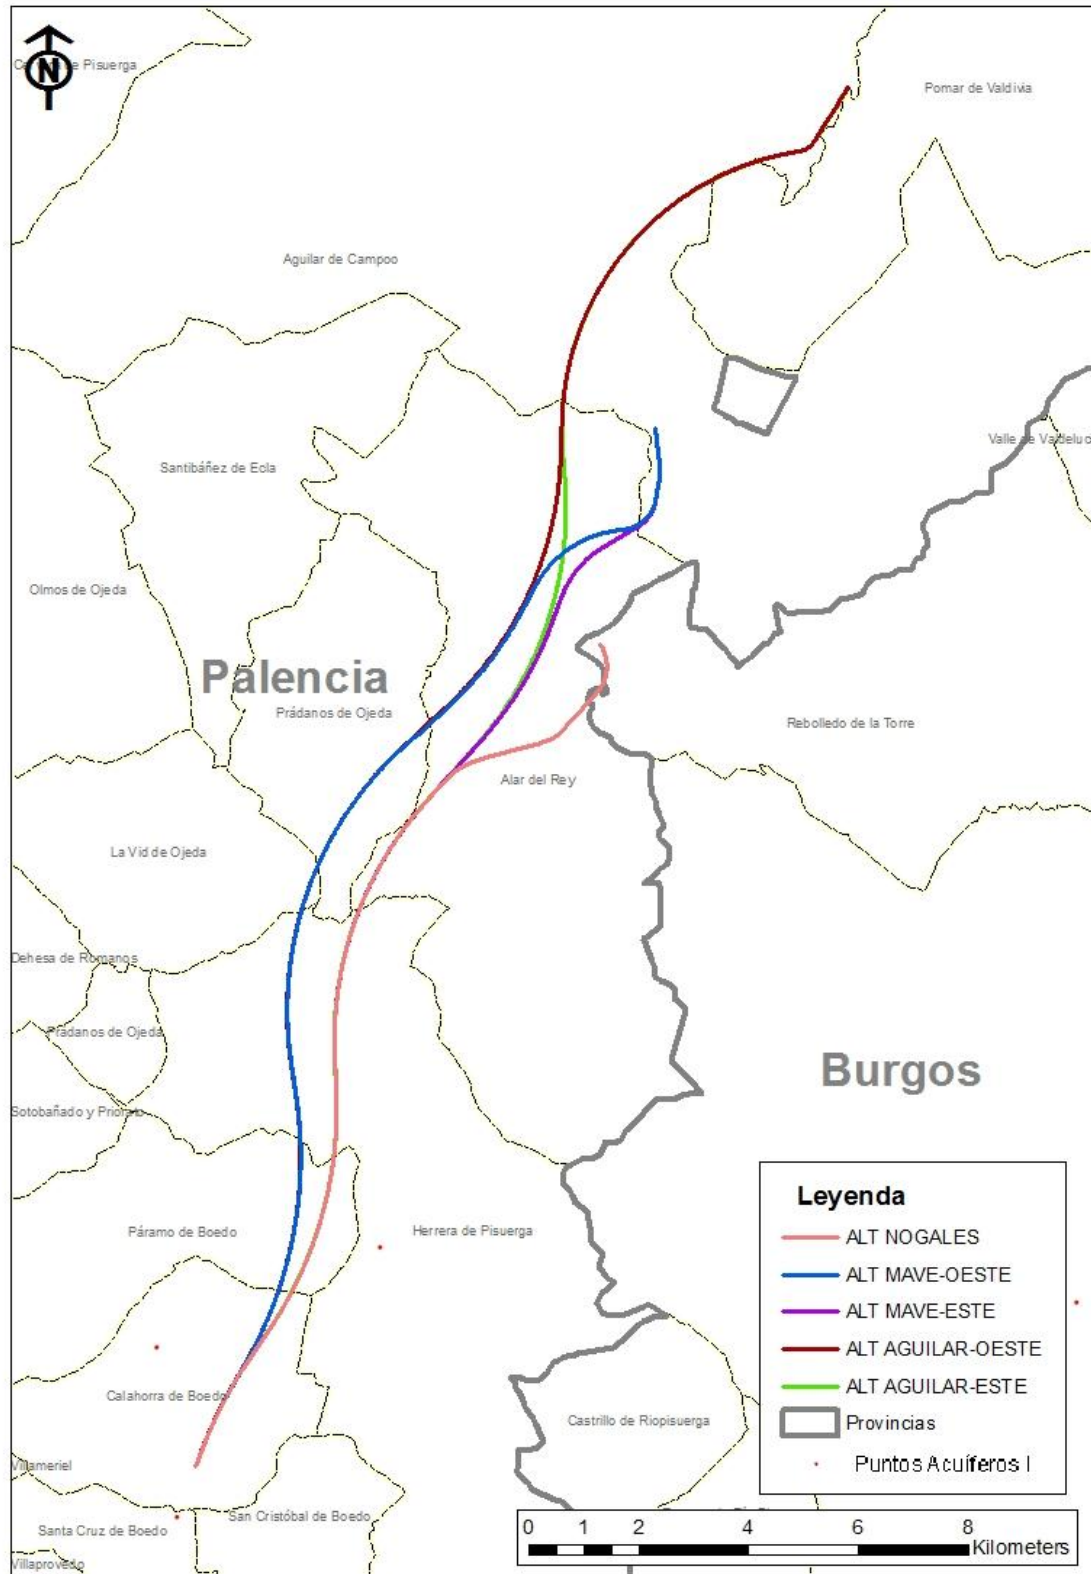 N
Pomar de Valdivia
Aguilar de Campoo
Santibáñez de Ecla
Olmos de Ojeda
Palencia
Prádanos de Ojeda
Rebolledo de la Torre
Alar del Rey
La Vid de Ojeda
Dehesa de Romanos
Prádanos de Ojeda
Burgos
Sotobañado y Priorato
Páramo de Boedo
Herrera de Pisuerga
Calahorra de Boedo
Castrillo de Riopisuerga
Villameriel
San Cristóbal de Boedo
Santa Cruz de Boedo
Villaprovedo
Leyenda
ALT NOGALES
ALT MAVE-OESTE
ALT MAVE-ESTE
ALT AGUILAR-OESTE
ALT AGUILAR-ESTE
Provincias
Puntos Acuíferos I
0 1 2 4 6 8
Kilometers